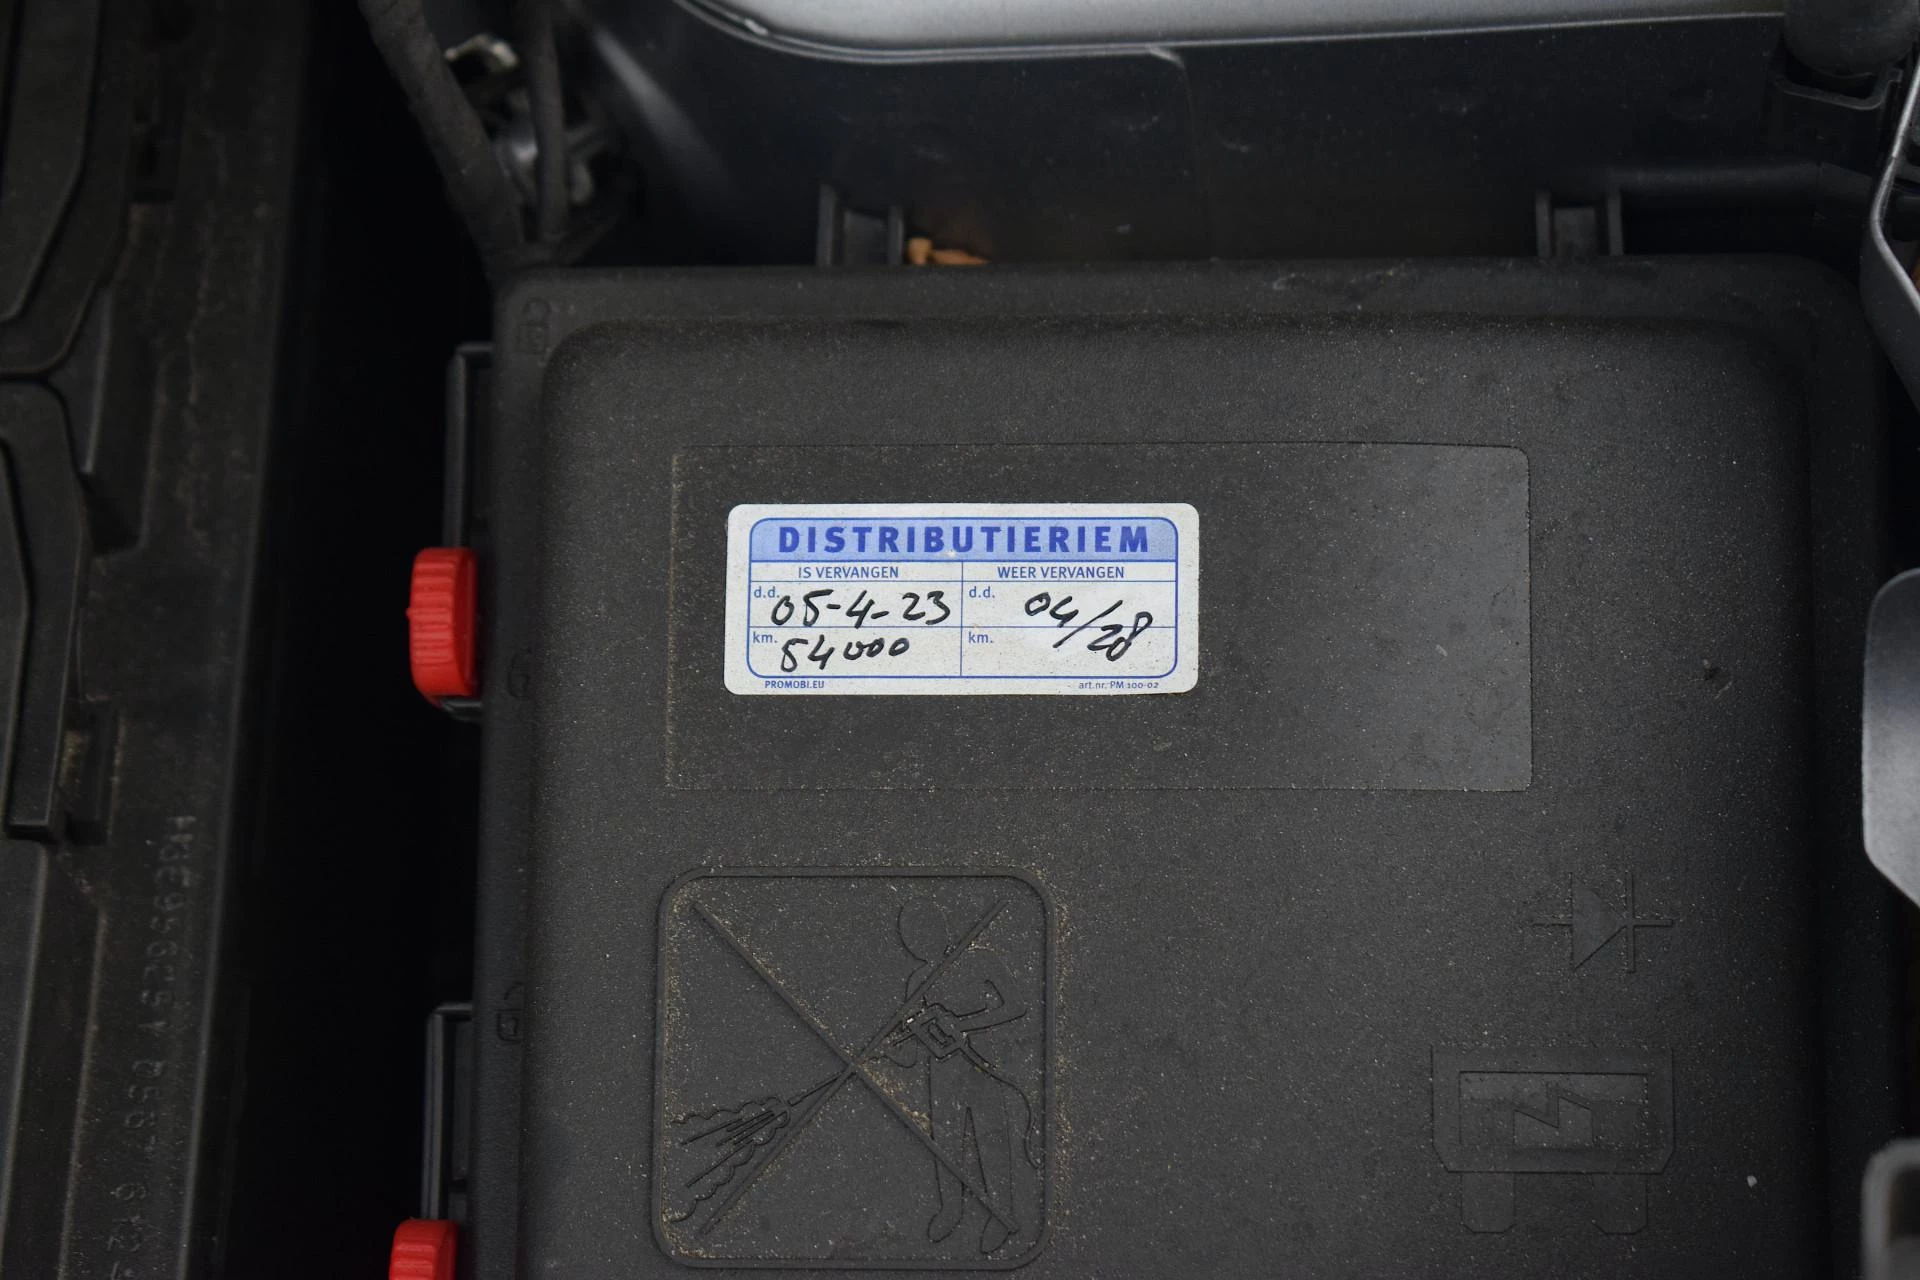 DISTRIBUTIERIEM
IS VERVANGEN WEER VERVANGEN
d.d. 05-4-23 d.d. 04/28
km. 54000 km.
PROMOBI.EU art.nr. PM 100-02